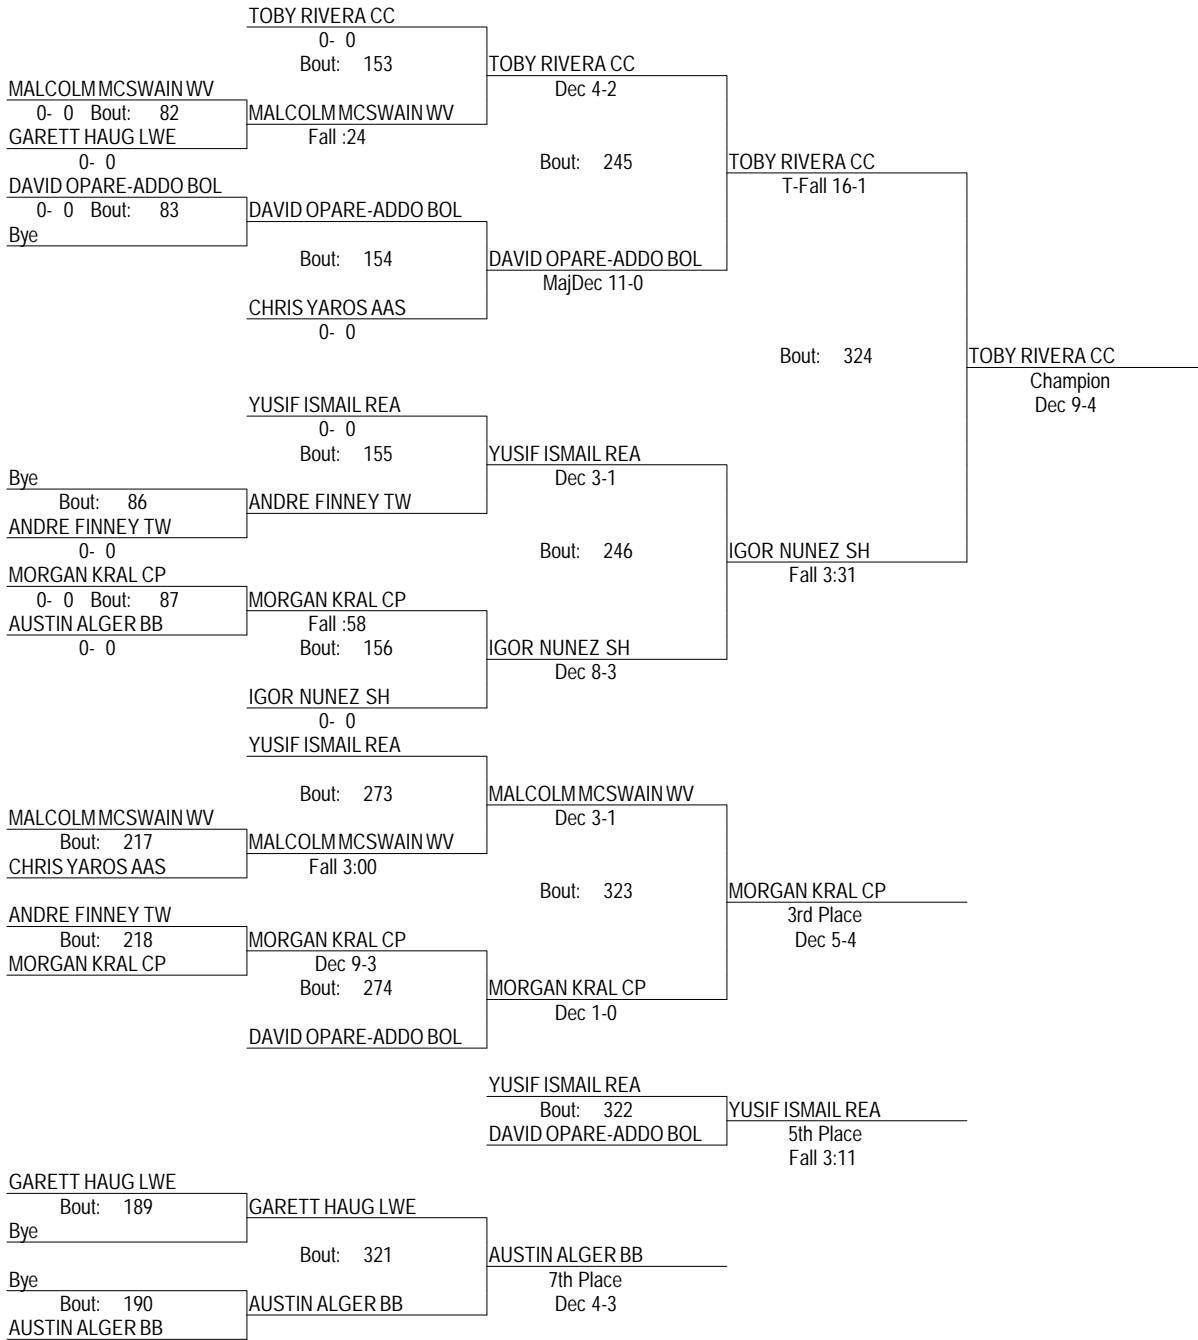 TOBY RIVERA CC
0- 0
Bout: 153
TOBY RIVERA CC
MALCOLM MCSWAIN WV
Dec 4-2
0- 0 Bout: 82
MALCOLM MCSWAIN WV
GARETT HAUG LWE
Fall :24
0- 0
Bout: 245
TOBY RIVERA CC
DAVID OPARE-ADDO BOL
T-Fall 16-1
0- 0 Bout: 83
DAVID OPARE-ADDO BOL
Bye
Bout: 154
DAVID OPARE-ADDO BOL
MajDec 11-0
CHRIS YAROS AAS
0- 0
Bout: 324
TOBY RIVERA CC
Champion
Dec 9-4
YUSIF ISMAIL REA
0- 0
Bout: 155
YUSIF ISMAIL REA
Bye
Dec 3-1
Bout: 86
ANDRE FINNEY TW
ANDRE FINNEY TW
0- 0
Bout: 246
IGOR NUNEZ SH
MORGAN KRAL CP
Fall 3:31
0- 0 Bout: 87
MORGAN KRAL CP
AUSTIN ALGER BB
Fall :58
0- 0
Bout: 156
IGOR NUNEZ SH
Dec 8-3
IGOR NUNEZ SH
0- 0
YUSIF ISMAIL REA
Bout: 273
MALCOLM MCSWAIN WV
MALCOLM MCSWAIN WV
Dec 3-1
Bout: 217
MALCOLM MCSWAIN WV
CHRIS YAROS AAS
Fall 3:00
Bout: 323
MORGAN KRAL CP
ANDRE FINNEY TW
3rd Place
Bout: 218
MORGAN KRAL CP
Dec 5-4
MORGAN KRAL CP
Dec 9-3
Bout: 274
MORGAN KRAL CP
Dec 1-0
DAVID OPARE-ADDO BOL
YUSIF ISMAIL REA
Bout: 322
YUSIF ISMAIL REA
DAVID OPARE-ADDO BOL
5th Place
Fall 3:11
GARETT HAUG LWE
Bout: 189
GARETT HAUG LWE
Bye
Bout: 321
AUSTIN ALGER BB
Bye
7th Place
Bout: 190
AUSTIN ALGER BB
Dec 4-3
AUSTIN ALGER BB